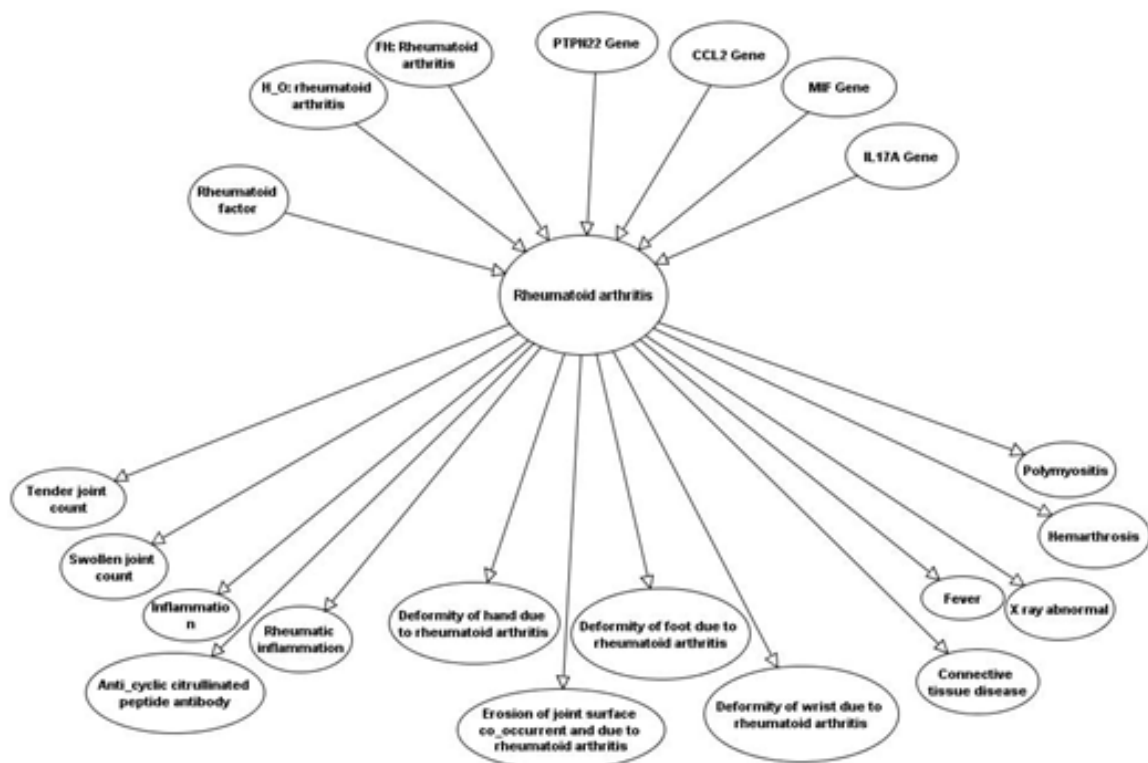 FH: Rheumatoid
arthritis
PTPN22 Gene
CCL2 Gene
H_O: rheumatoid
arthritis
MIF Gene
IL17A Gene
Rheumatoid
factor
Rheumatoid arthritis
Tender joint
count
Polymyositis
Swollen joint
count
Hemarthrosis
Inflammatio
n
Rheumatic
inflammation
Deformity of hand due
to rheumatoid arthritis
Deformity of foot due to
rheumatoid arthritis
Fever
X ray abnormal
Anti_cyclic citrullinated
peptide antibody
Connective
tissue disease
Erosion of joint surface
co_occurrent and due to
rheumatoid arthritis
Deformity of wrist due to
rheumatoid arthritis